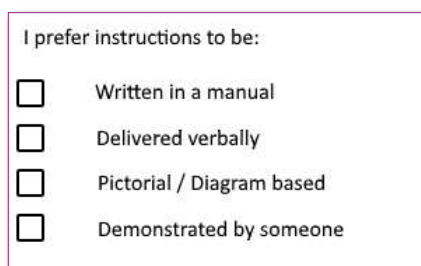 I prefer instructions to be:
Written in a manual
Delivered verbally
Pictorial / Diagram based
Demonstrated by someone